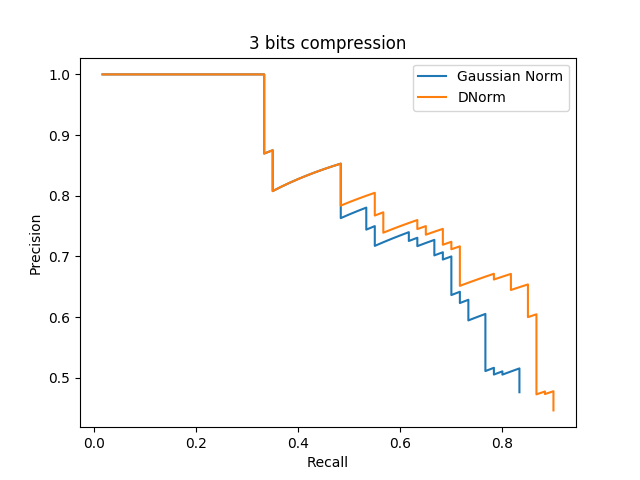 3 bits compression
Gaussian Norm
DNorm
Precision
1.0
0.9
0.8
0.7
0.6
0.5
0.0 0.2 0.4 0.6 0.8
Recall